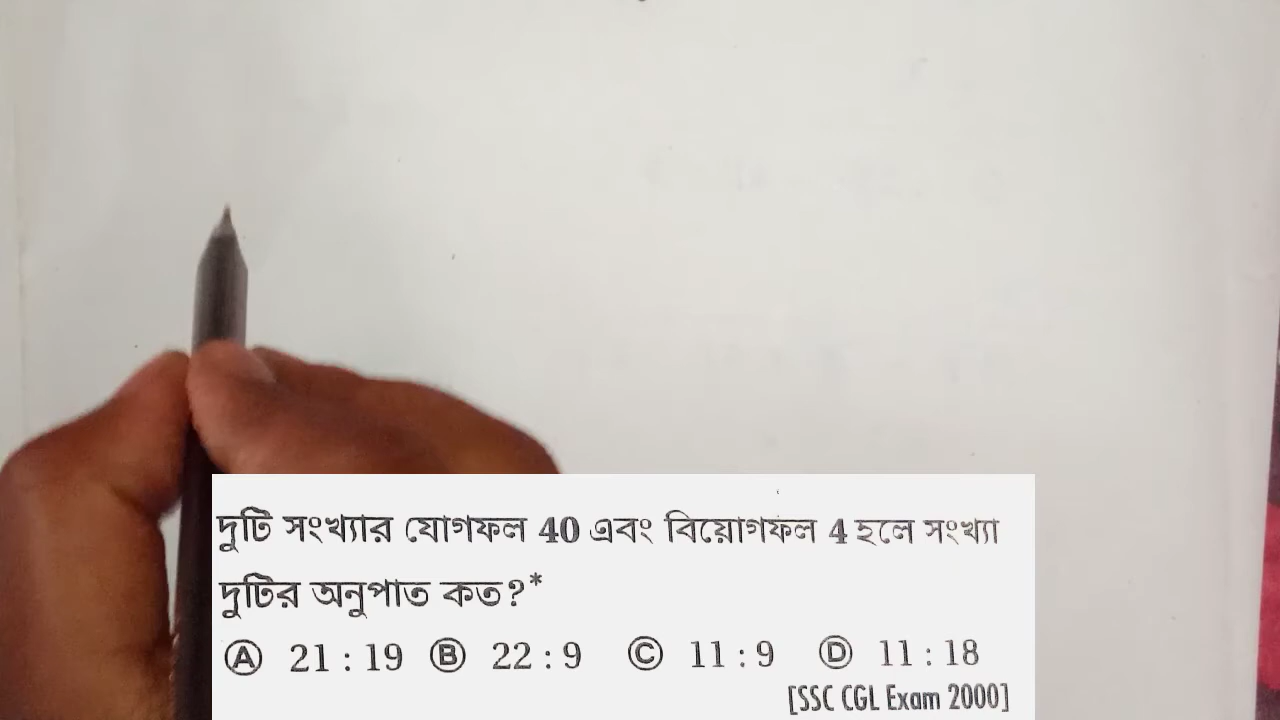 দুটি সংখ্যার যোগফল 40 এবং বিয়োগফল 4 হলে সংখ্যা
দুটির অনুপাত কত?*
Ⓐ 21 : 19 Ⓑ 22 : 9 Ⓒ 11 : 9 Ⓓ 11 : 18
[SSC CGL Exam 2000]